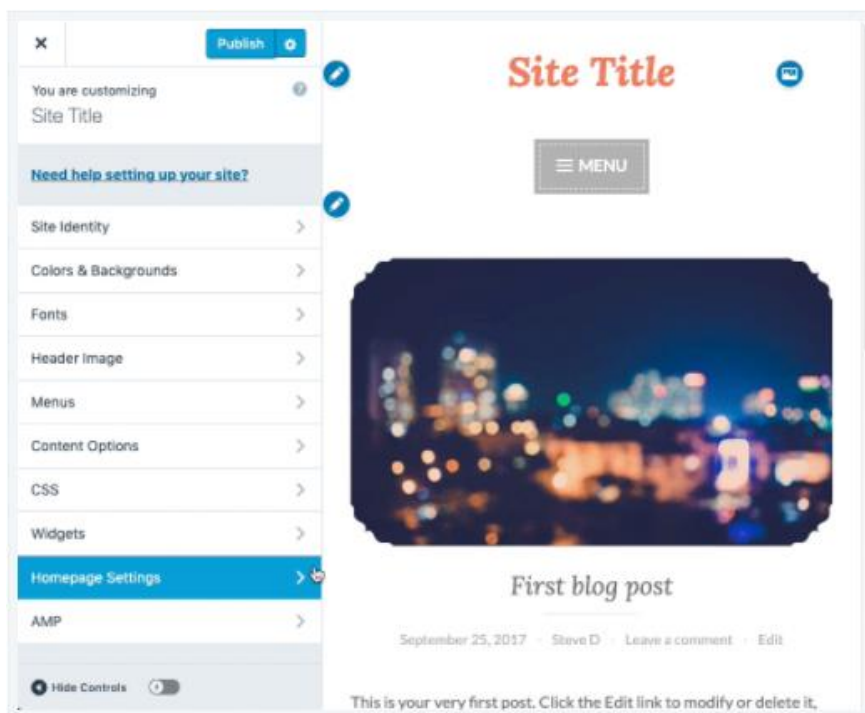 Publish
You are customizing
Site Title
Need help setting up your site?
Site Identity
Colors & Backgrounds
Fonts
Header Image
Menus
Content Options
CSS
Widgets
Homepage Settings
AMP
Hide Controls
Site Title
MENU
First blog post
September 25, 2017 · Steve D · Leave a comment · Edit
This is your very first post. Click the Edit link to modify or delete it,